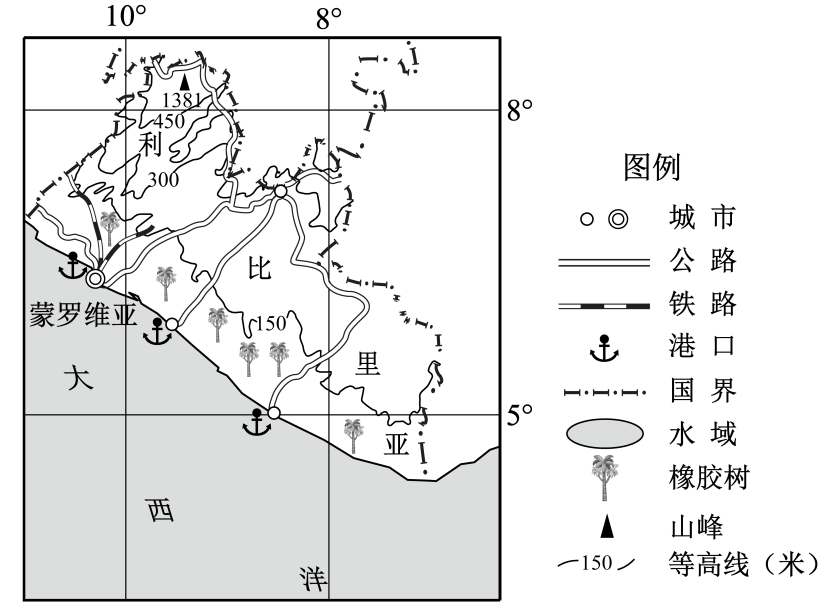 10° 8°
1381
8°
450
利
300
图例
城市
比
公路
蒙罗维亚
铁路
150
港口
大
里
国界
5°
亚
水域
橡胶树
西
山峰
150 等高线（米）
洋